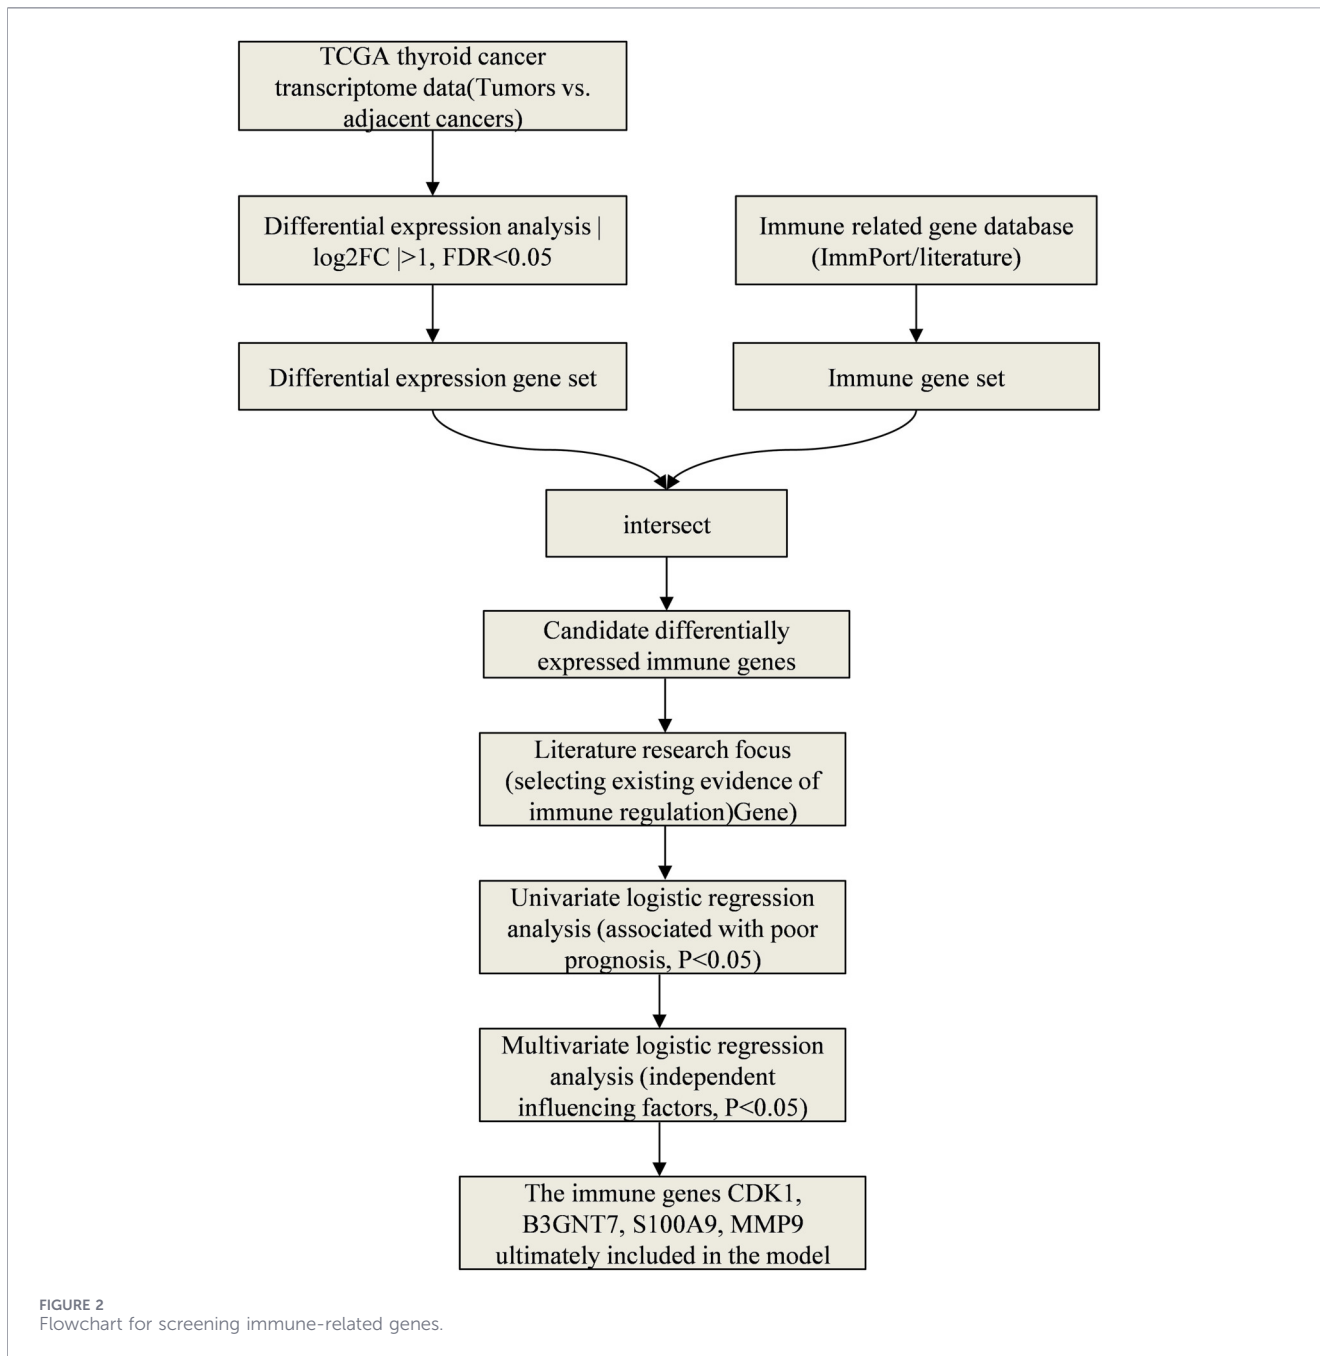 TCGA thyroid cancer
transcriptome data(Tumors vs.
adjacent cancers)
Differential expression analysis |
log2FC |>1, FDR<0.05
Immune related gene database
(ImmPort/literature)
Differential expression gene set
Immune gene set
intersect
Candidate differentially
expressed immune genes
Literature research focus
(selecting existing evidence of
immune regulation)Gene)
Univariate logistic regression
analysis (associated with poor
prognosis, P<0.05)
Multivariate logistic regression
analysis (independent
influencing factors, P<0.05)
The immune genes CDK1,
B3GNT7, S100A9, MMP9
ultimately included in the model
FIGURE 2
Flowchart for screening immune-related genes.